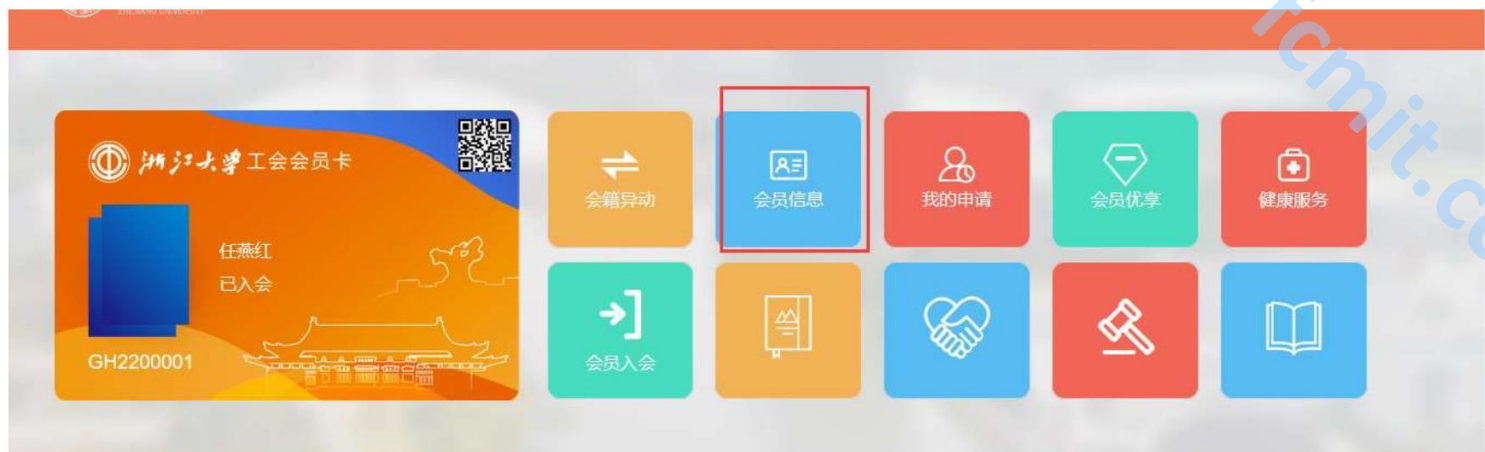 ZHEJIANG UNIVERSITY
浙江大学工会会员卡
任燕红
已入会
GH2200001
会籍异动
会员信息
我的申请
会员优享
健康服务
会员入会